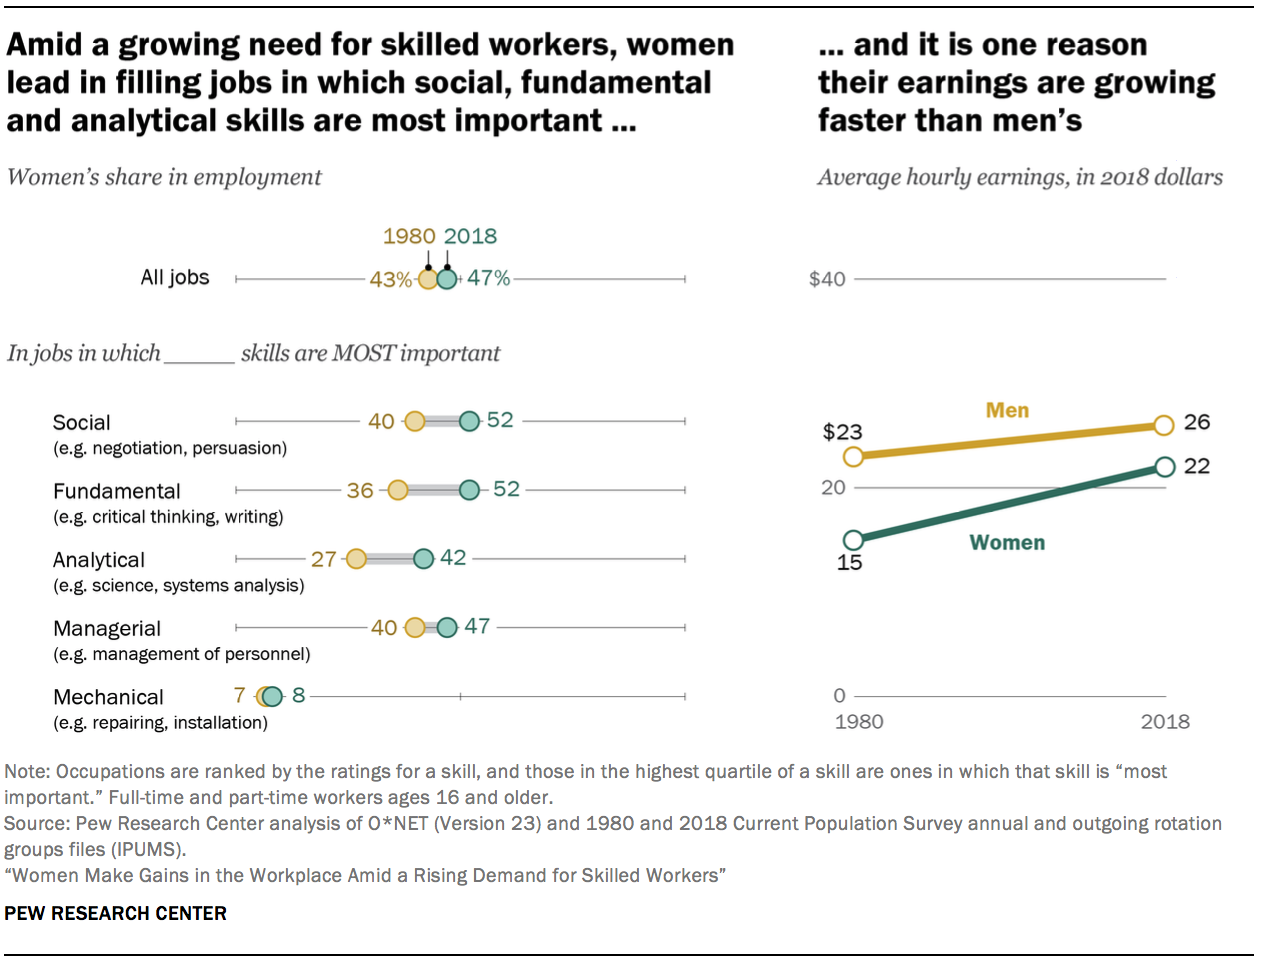 Amid a growing need for skilled workers, women
lead in filling jobs in which social, fundamental
and analytical skills are most important ...
Women's share in employment
1980 2018
All jobs 43% 47%
In jobs in which ______ skills are MOST important
Social 40 52
(e.g. negotiation, persuasion)
Fundamental 36 52
(e.g. critical thinking, writing)
Analytical 27 42
(e.g. science, systems analysis)
Managerial 40 47
(e.g. management of personnel)
Mechanical 7 8
(e.g. repairing, installation)
... and it is one reason
their earnings are growing
faster than men's
Average hourly earnings, in 2018 dollars
$40
Men
$23 26
22
20
Women
15
0
1980 2018
Note: Occupations are ranked by the ratings for a skill, and those in the highest quartile of a skill are ones in which that skill is “most
important.” Full-time and part-time workers ages 16 and older.
Source: Pew Research Center analysis of O*NET (Version 23) and 1980 and 2018 Current Population Survey annual and outgoing rotation
groups files (IPUMS).
“Women Make Gains in the Workplace Amid a Rising Demand for Skilled Workers”
PEW RESEARCH CENTER